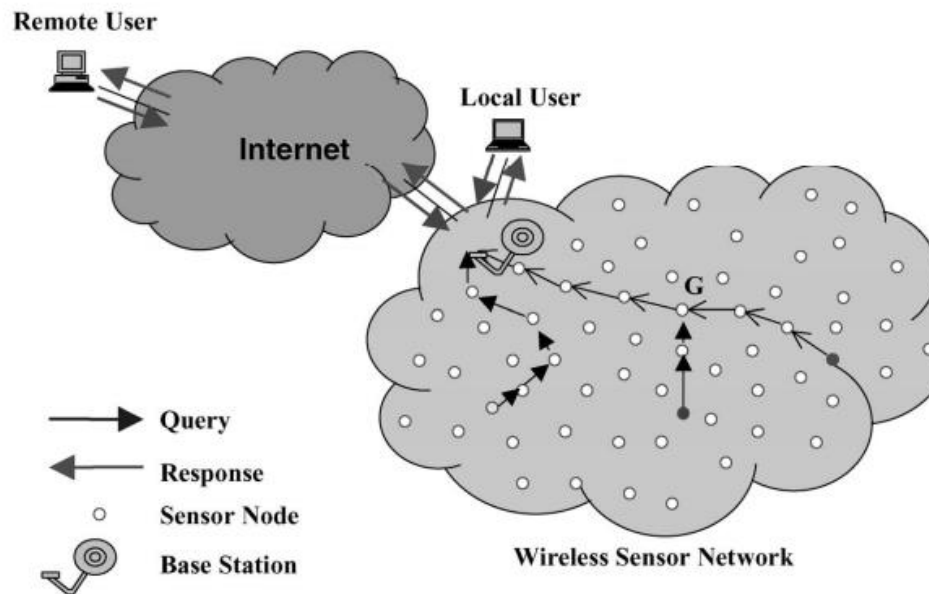 Remote User
Local User
Internet
G
Query
Response
Sensor Node
Base Station
Wireless Sensor Network